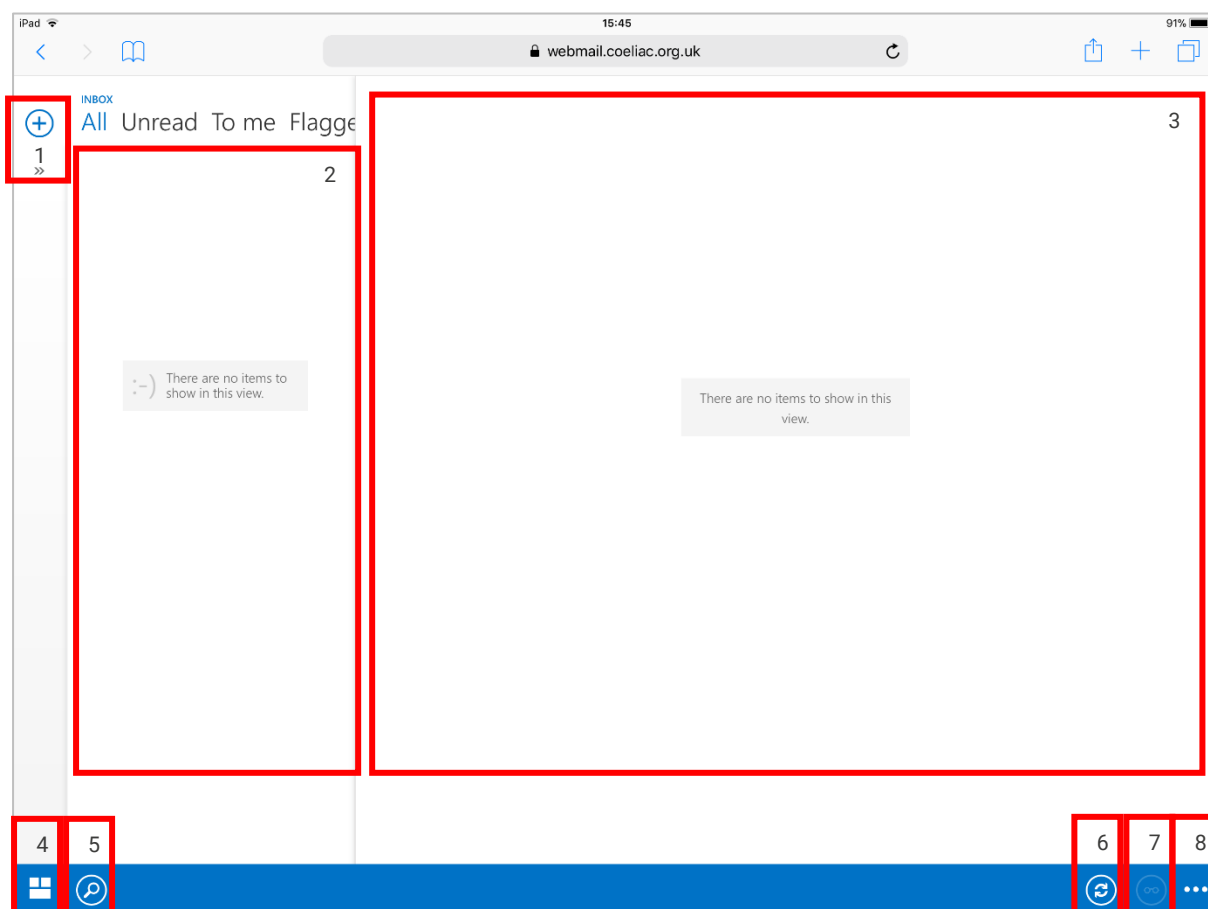 iPad 15:45 91%
webmail.coeliac.org.uk
INBOX
All Unread To me Flagge
1
»
2
3
:-) There are no items to
show in this view.
There are no items to show in this
view.
4 5 6 7 8